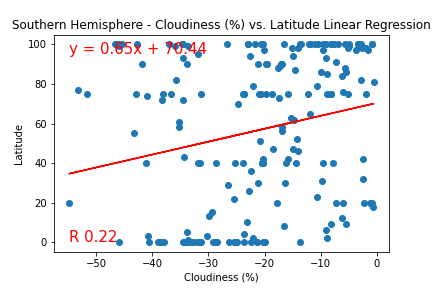 Southern Hemisphere - Cloudiness (%) vs. Latitude Linear Regression
y = 0.65x + 70.44
100
80
60
40
20
0
Latitude
R 0.22
−50 −40 −30 −20 −10 0
Cloudiness (%)